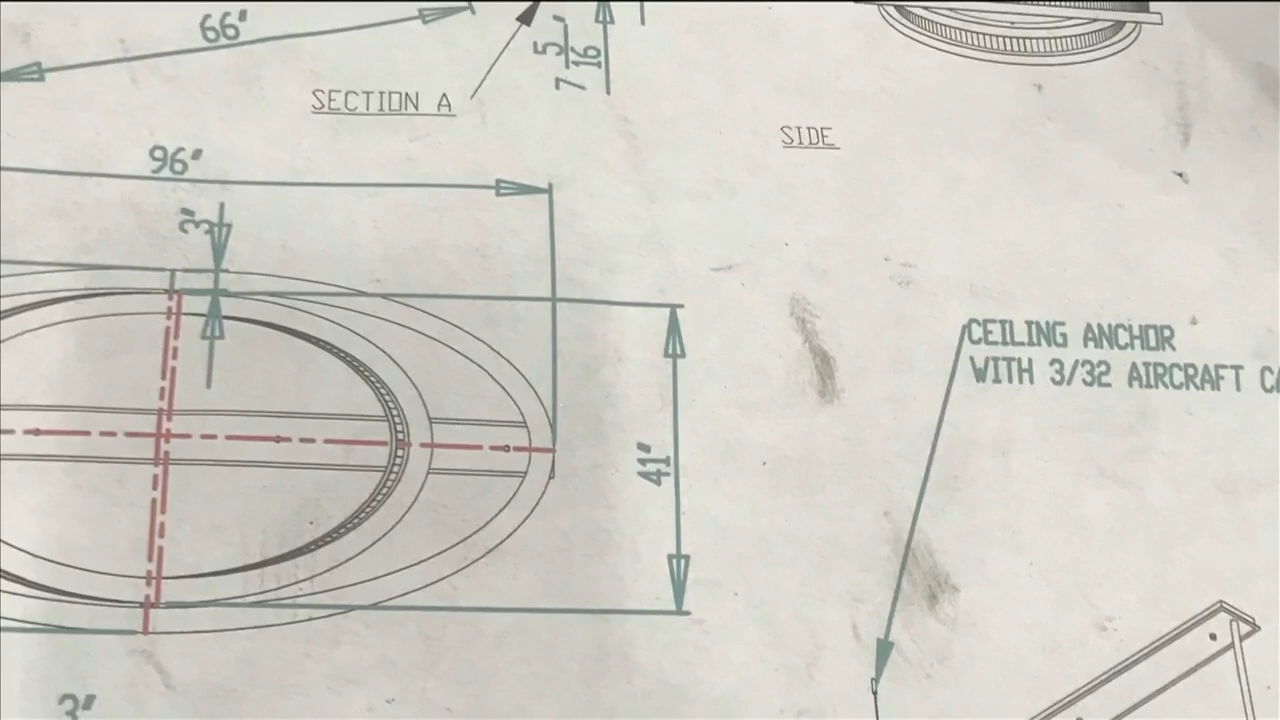 66"
7 5/16"
SECTION A
SIDE
96"
3"
CEILING ANCHOR
WITH 3/32 AIRCRAFT
41"
3"